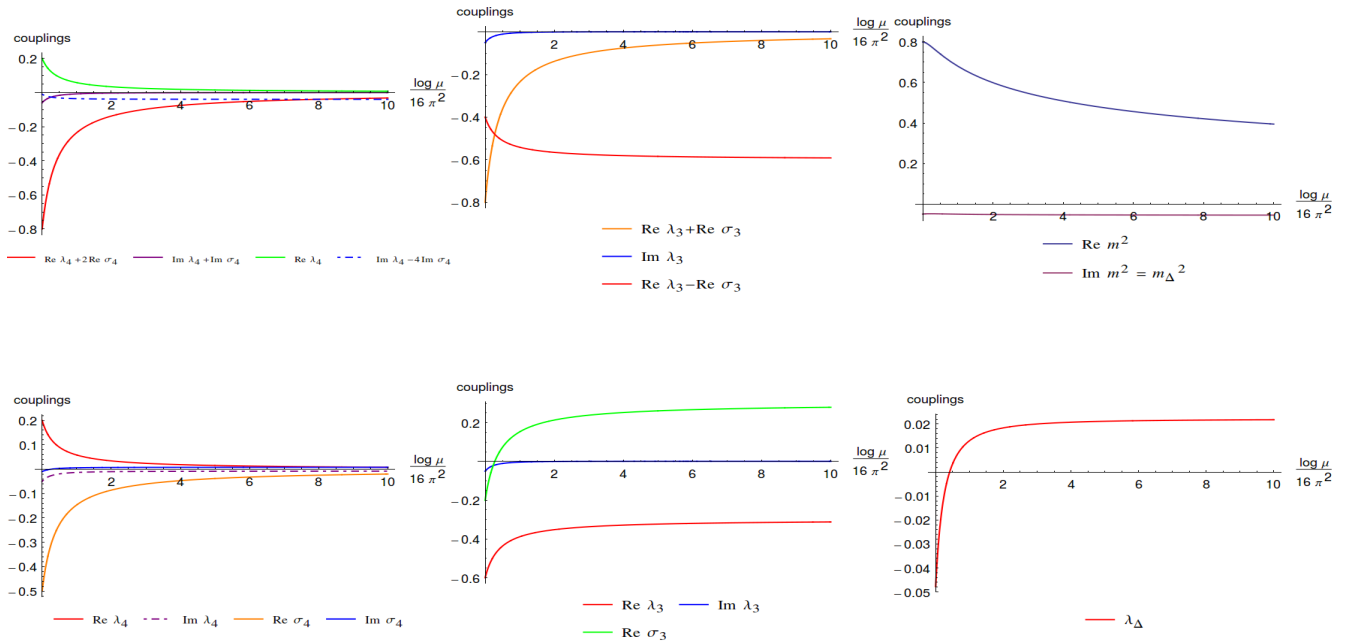 couplings
0.2
2 4 6 8 10
log μ
16 π²
−0.2
−0.4
−0.6
−0.8
Re λ₄ +2Re σ₄ Im λ₄ +Im σ₄ Re λ₄ Im λ₄ −4Im σ₄
couplings
2 4 6 8 10
log μ
16 π²
−0.2
−0.4
−0.6
−0.8
Re λ₃+Re σ₃
Im λ₃
Re λ₃−Re σ₃
couplings
0.8
0.6
0.4
0.2
2 4 6 8 10
log μ
16 π²
Re m²
Im m² = m_Δ²
couplings
0.2
0.1
2 4 6 8 10
log μ
16 π²
−0.1
−0.2
−0.3
−0.4
−0.5
Re λ₄ Im λ₄ Re σ₄ Im σ₄
couplings
0.2
2 4 6 8 10
log μ
16 π²
−0.2
−0.4
−0.6
Re λ₃ Im λ₃
Re σ₃
couplings
0.02
0.01
2 4 6 8 10
log μ
16 π²
−0.01
−0.02
−0.03
−0.04
−0.05
λ_Δ